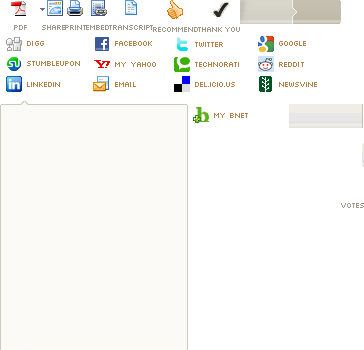 PDF SHARE PRINT EMBED TRANSCRIPT RECOMMEND THANK YOU
DIGG FACEBOOK TWITTER GOOGLE
STUMBLEUPON MY YAHOO TECHNORATI REDDIT
LINKEDIN EMAIL DEL.ICIO.US NEWSVINE
MY BNET
VOTES